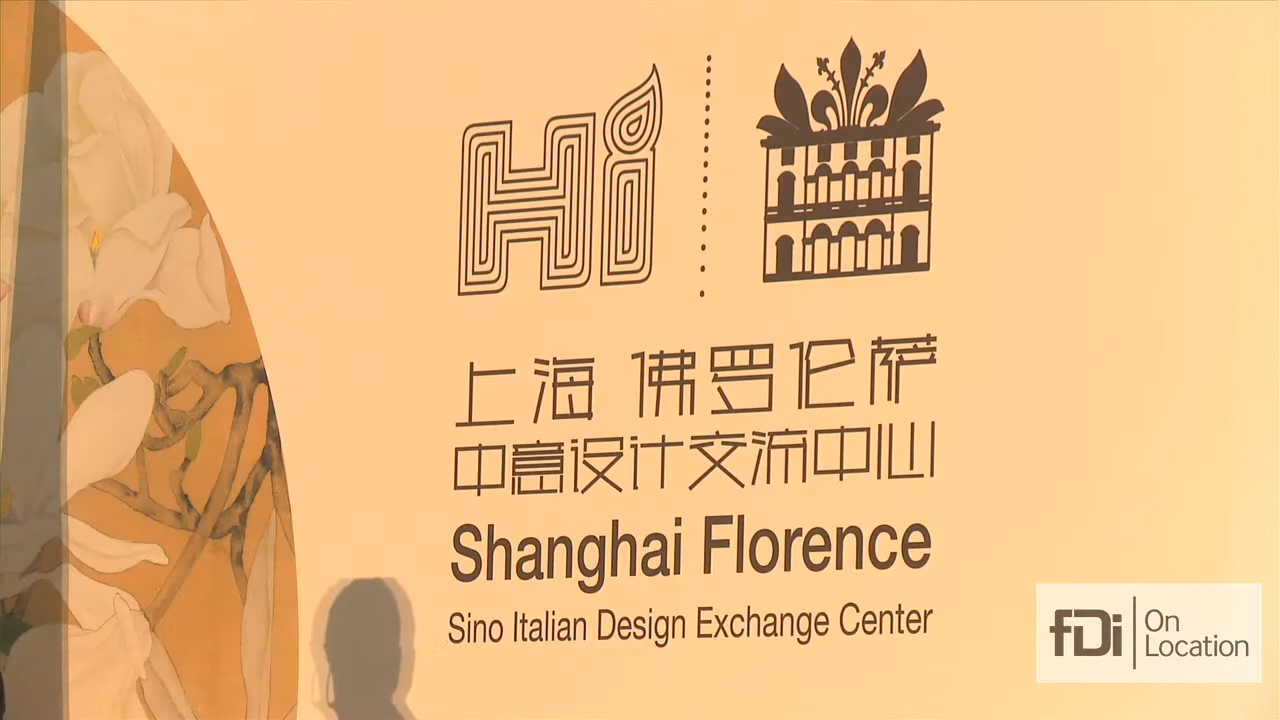 Hi
上海 佛罗伦萨
中意设计交流中心
Shanghai Florence
Sino Italian Design Exchange Center
fDi On
Location